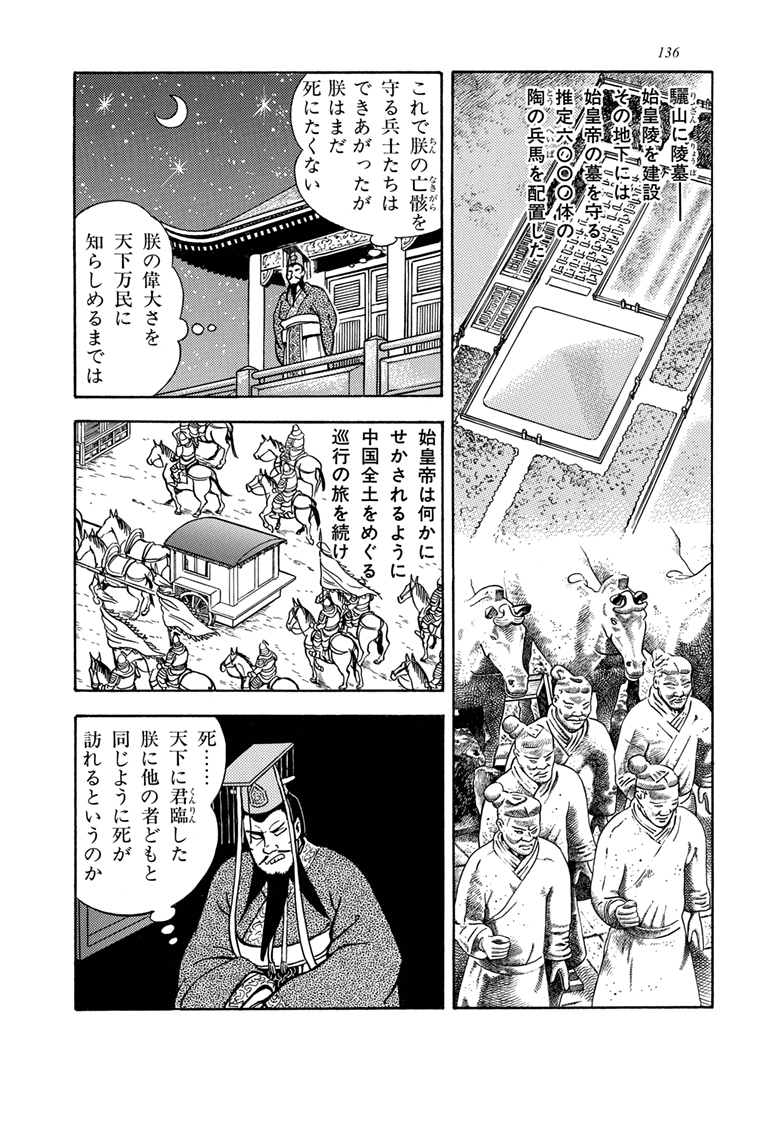 136
驪山に陵墓――
始皇陵を建設
その地下には
始皇帝の墓を守る
推定六〇〇〇体の
陶の兵馬を配置した
これで朕の亡骸を
守る兵士たちは
できあがったが
朕はまだ
死にたくない
朕の偉大さを
天下万民に
知らしめるまでは
始皇帝は何かに
せかされるように
中国全土をめぐる
巡行の旅を続け
死……
天下に君臨した
朕に他の者どもと
同じように死が
訪れるというのか